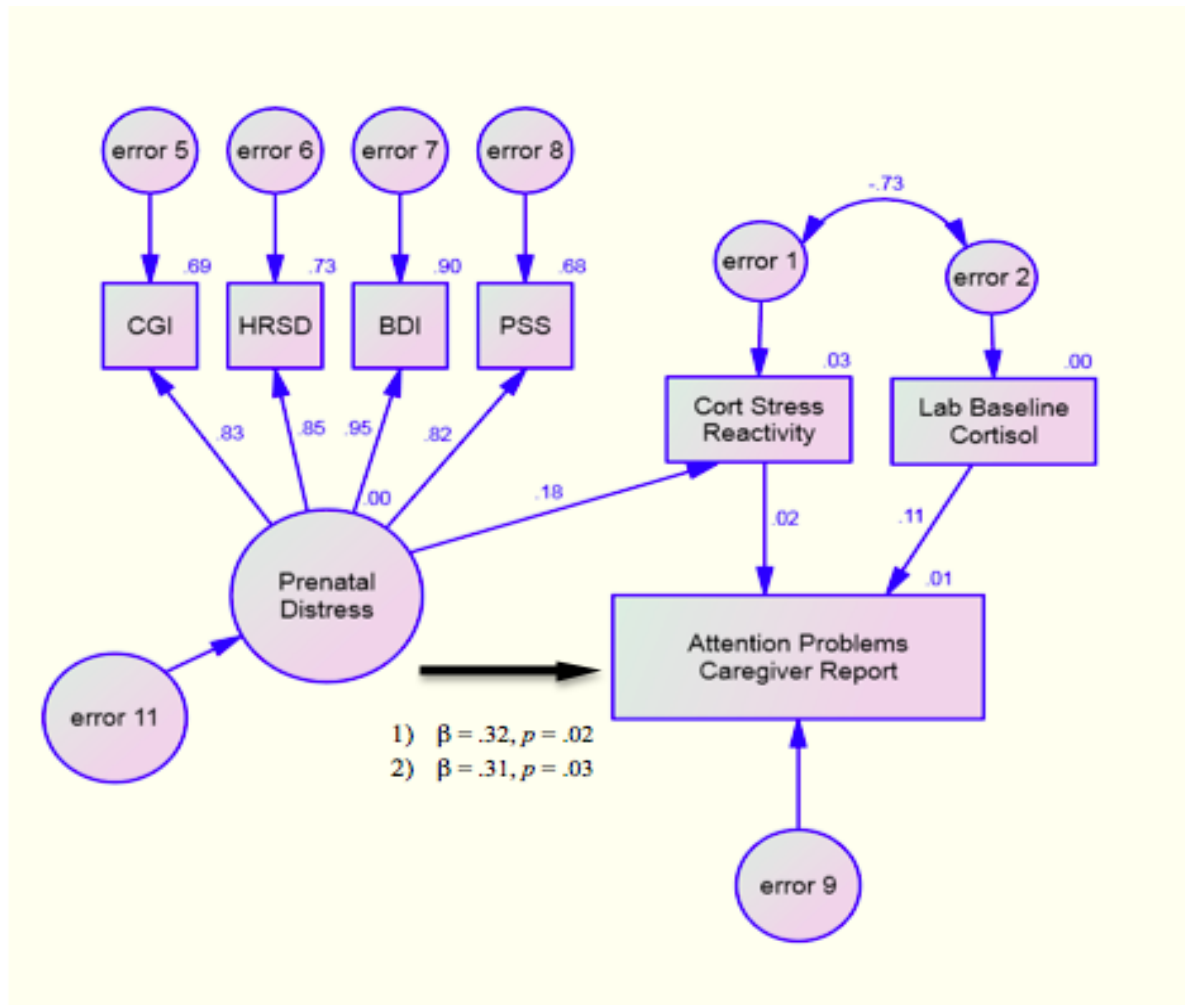 error 5
error 6
error 7
error 8
-.73
error 1
error 2
.69
.73
.90
.68
CGI
HRSD
BDI
PSS
.03
.00
Cort Stress
Reactivity
Lab Baseline
Cortisol
.83
.85
.95
.82
.00
.18
.02
.11
.01
Prenatal
Distress
Attention Problems
Caregiver Report
error 11
1) β = .32, p = .02
2) β = .31, p = .03
error 9